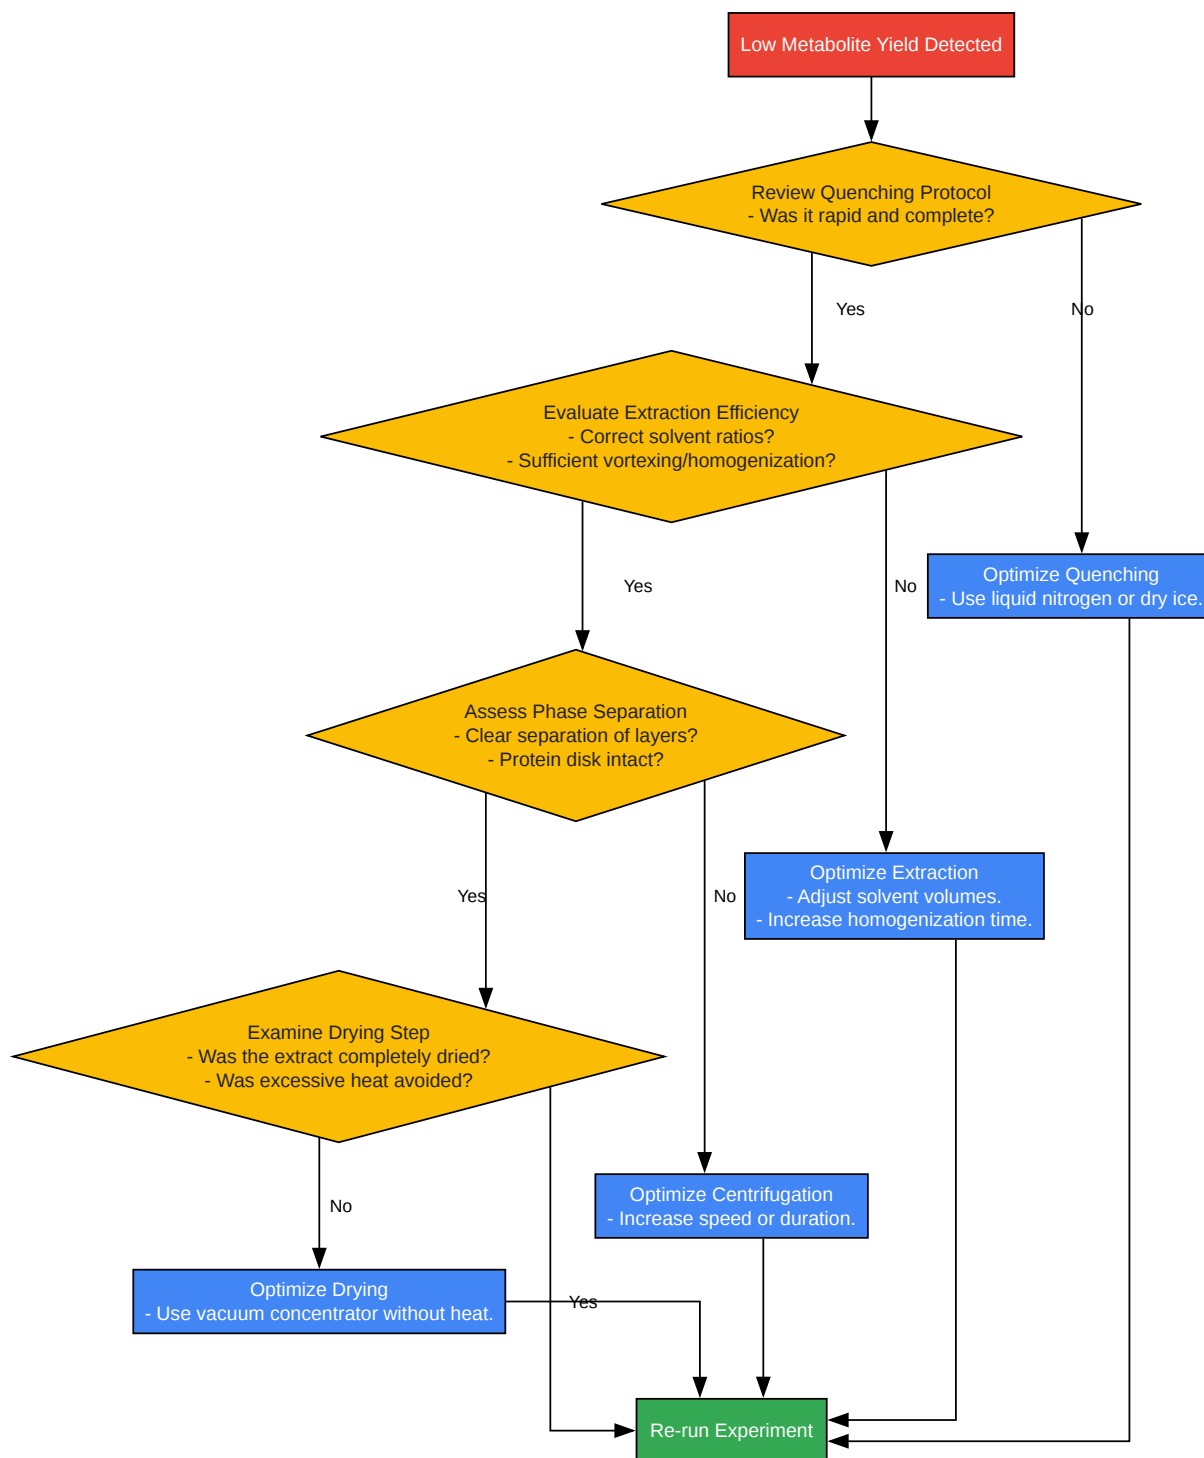 Low Metabolite Yield Detected
Review Quenching Protocol
- Was it rapid and complete?
Yes
No
Evaluate Extraction Efficiency
- Correct solvent ratios?
- Sufficient vortexing/homogenization?
Yes
No
Optimize Quenching
- Use liquid nitrogen or dry ice.
Assess Phase Separation
- Clear separation of layers?
- Protein disk intact?
Yes
No
Optimize Extraction
- Adjust solvent volumes.
- Increase homogenization time.
Examine Drying Step
- Was the extract completely dried?
- Was excessive heat avoided?
No
Optimize Centrifugation
- Increase speed or duration.
Optimize Drying
- Use vacuum concentrator without heat.
Yes
Re-run Experiment